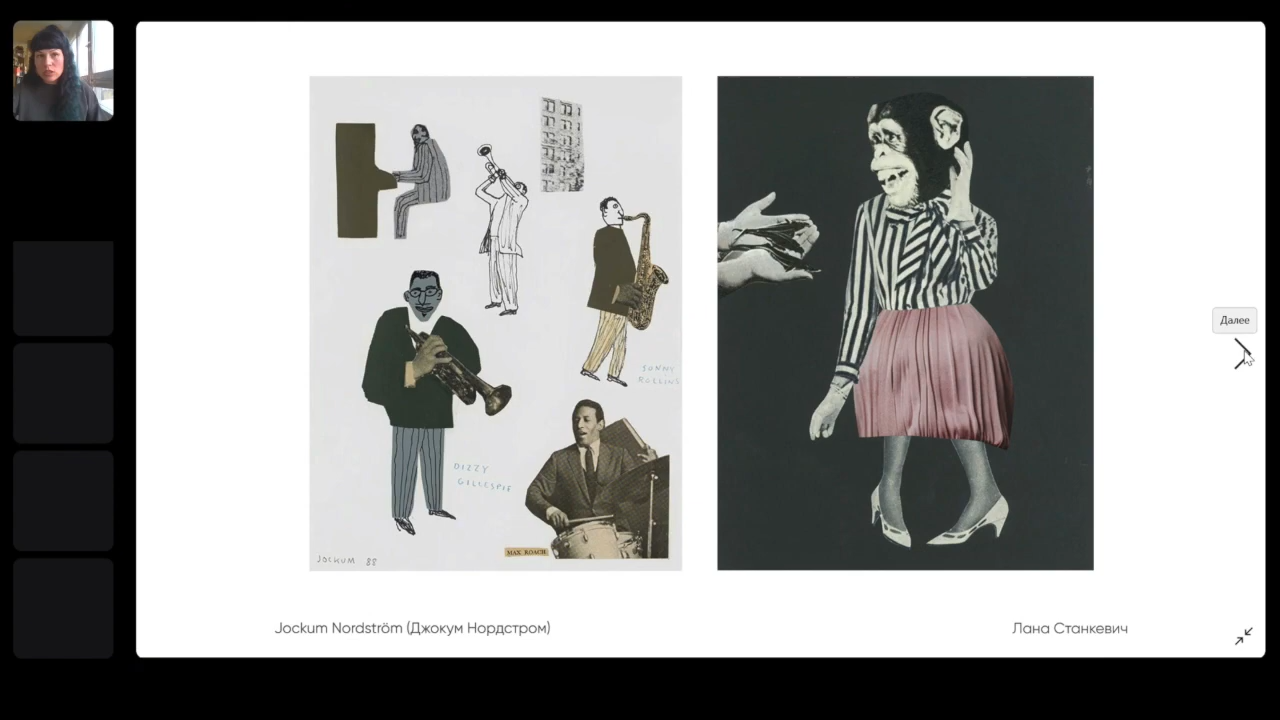 SONNY
ROLLINS
DIZZY
GILLESPIE
MAX ROACH
JOCKUM 88
Jockum Nordström (Джокум Нордстром)
Лана Станкевич
Далее